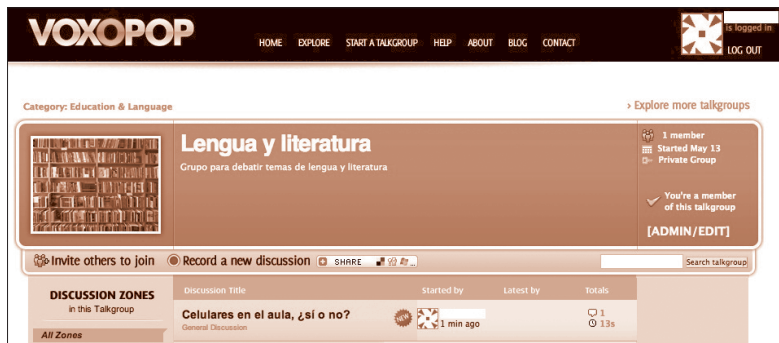 VOXOPOP
HOME EXPLORE START A TALKGROUP HELP ABOUT BLOG CONTACT
is logged in
LOG OUT
Category: Education & Language
› Explore more talkgroups
Lengua y literatura
Grupo para debatir temas de lengua y literatura
1 member
Started May 13
Private Group
You're a member
of this talkgroup
[ADMIN/EDIT]
Invite others to join Record a new discussion SHARE ...
Search talkgroup
DISCUSSION ZONES
in this Talkgroup
All Zones
Discussion Title Started by Latest by Totals
Celulares en el aula, ¿sí o no?
General Discussion
NEW
1 min ago
1
13s